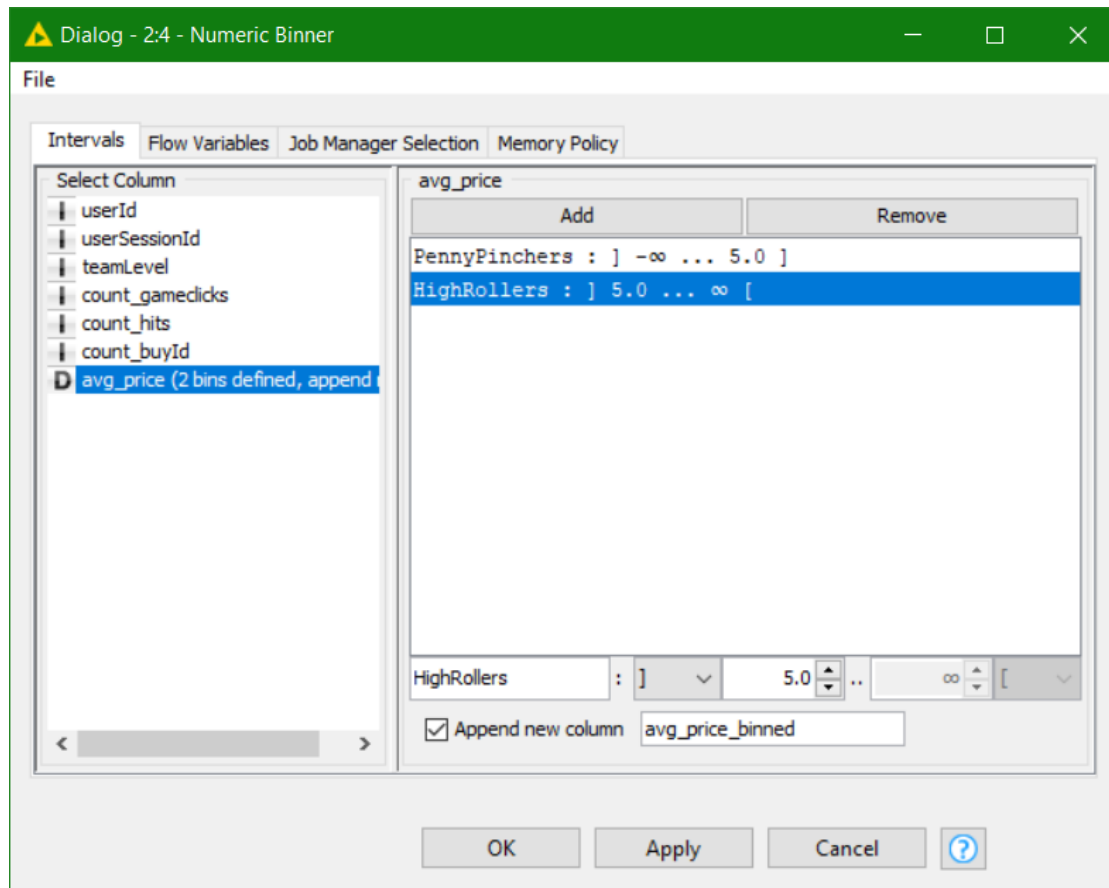 Dialog - 2:4 - Numeric Binner
File
Intervals Flow Variables Job Manager Selection Memory Policy
Select Column
I userId
I userSessionId
I teamLevel
I count_gameclicks
I count_hits
I count_buyId
D avg_price (2 bins defined, append
avg_price
Add Remove
PennyPinchers : ] -∞ ... 5.0 ]
HighRollers : ] 5.0 ... ∞ [
HighRollers : ] 5.0 .. ∞ [
Append new column avg_price_binned
OK Apply Cancel ?